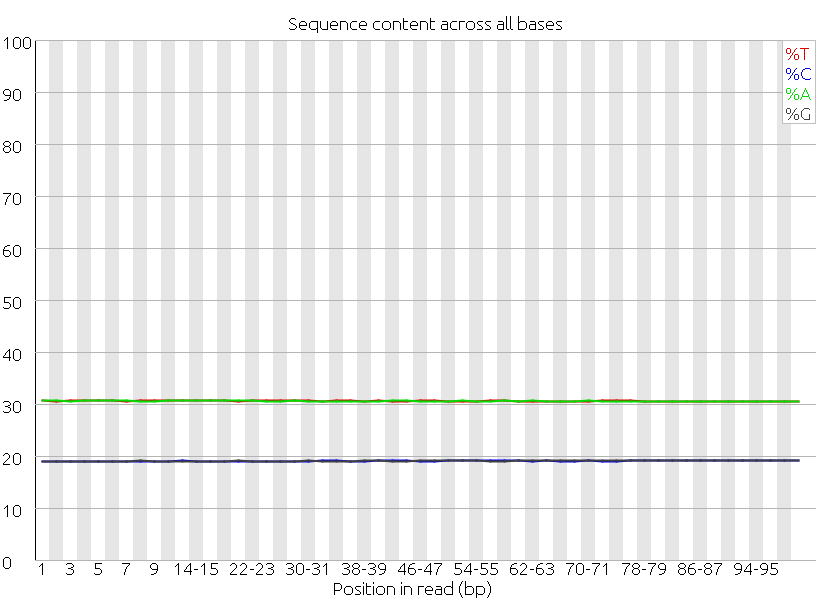 Sequence content across all bases
100
90
80
70
60
50
40
30
20
10
0
%T
%C
%A
%G
1 3 5 7 9 14-15 22-23 30-31 38-39 46-47 54-55 62-63 70-71 78-79 86-87 94-95
Position in read (bp)